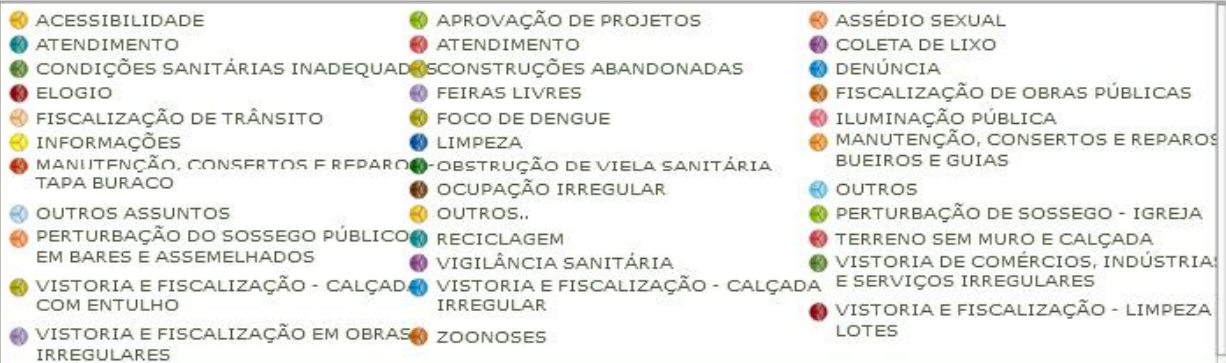 ACESSIBILIDADE
APROVAÇÃO DE PROJETOS
ASSÉDIO SEXUAL
ATENDIMENTO
ATENDIMENTO
COLETA DE LIXO
CONDIÇÕES SANITÁRIAS INADEQUADAS
CONSTRUÇÕES ABANDONADAS
DENÚNCIA
ELOGIO
FEIRAS LIVRES
FISCALIZAÇÃO DE OBRAS PÚBLICAS
FISCALIZAÇÃO DE TRÂNSITO
FOCO DE DENGUE
ILUMINAÇÃO PÚBLICA
INFORMAÇÕES
LIMPEZA
MANUTENÇÃO, CONSERTOS E REPAROS
BUEIROS E GUIAS
MANUTENÇÃO, CONSERTOS E REPARO -
TAPA BURACO
OBSTRUÇÃO DE VIELA SANITÁRIA
OCUPAÇÃO IRREGULAR
OUTROS
OUTROS ASSUNTOS
OUTROS..
PERTURBAÇÃO DE SOSSEGO - IGREJA
PERTURBAÇÃO DO SOSSEGO PÚBLICO
EM BARES E ASSEMELHADOS
RECICLAGEM
TERRENO SEM MURO E CALÇADA
VIGILÂNCIA SANITÁRIA
VISTORIA DE COMÉRCIOS, INDÚSTRIAS
E SERVIÇOS IRREGULARES
VISTORIA E FISCALIZAÇÃO - CALÇADA
COM ENTULHO
VISTORIA E FISCALIZAÇÃO - CALÇADA
IRREGULAR
VISTORIA E FISCALIZAÇÃO - LIMPEZA
LOTES
VISTORIA E FISCALIZAÇÃO EM OBRAS
IRREGULARES
ZOONOSES